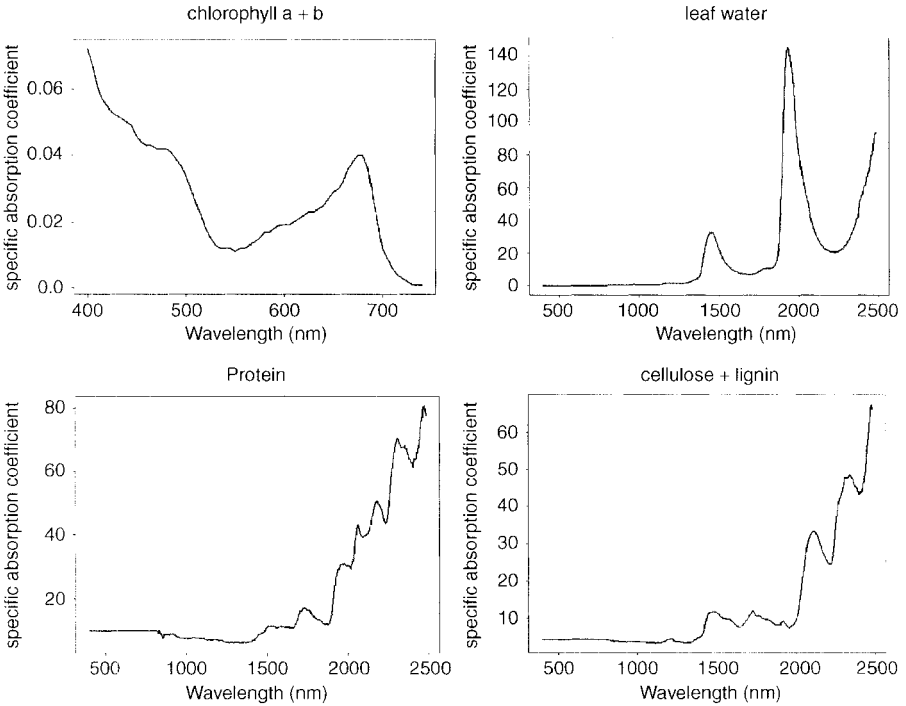 chlorophyll a + b
specific absorption coefficient
0.06
0.04
0.02
0.0
400 500 600 700
Wavelength (nm)
leaf water
specific absorption coefficient
140
120
100
80
60
40
20
0
500 1000 1500 2000 2500
Wavelength (nm)
Protein
specific absorption coefficient
80
60
40
20
500 1000 1500 2000 2500
Wavelength (nm)
cellulose + lignin
specific absorption coefficient
60
50
40
30
20
10
500 1000 1500 2000 2500
Wavelength (nm)